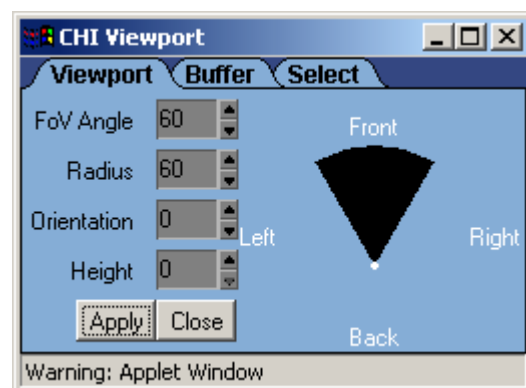 CHI Viewport
Viewport Buffer Select
FoV Angle 60
Radius 60
Orientation 0
Height 0
Apply Close
Front
Left
Right
Back
Warning: Applet Window